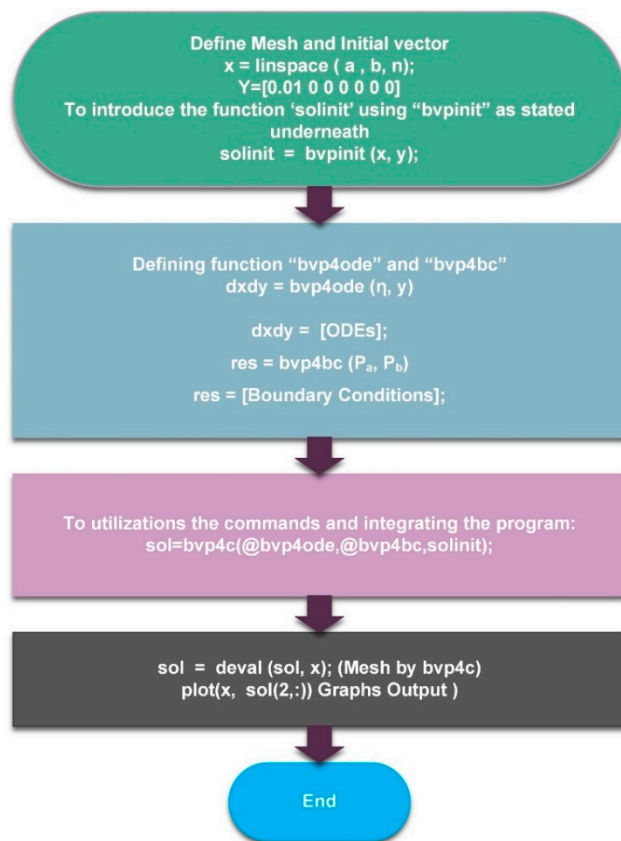 Define Mesh and Initial vector
x = linspace ( a , b, n);
Y=[0.01 0 0 0 0 0 0]
To introduce the function ‘solinit’ using “bvpinit” as stated
underneath
solinit = bvpinit (x, y);
Defining function “bvp4ode” and “bvp4bc”
dxdy = bvp4ode (η, y)
dxdy = [ODEs];
res = bvp4bc (Pₐ, P_b)
res = [Boundary Conditions];
To utilizations the commands and integrating the program:
sol=bvp4c(@bvp4ode,@bvp4bc,solinit);
sol = deval (sol, x); (Mesh by bvp4c)
plot(x, sol(2,:)) Graphs Output )
End